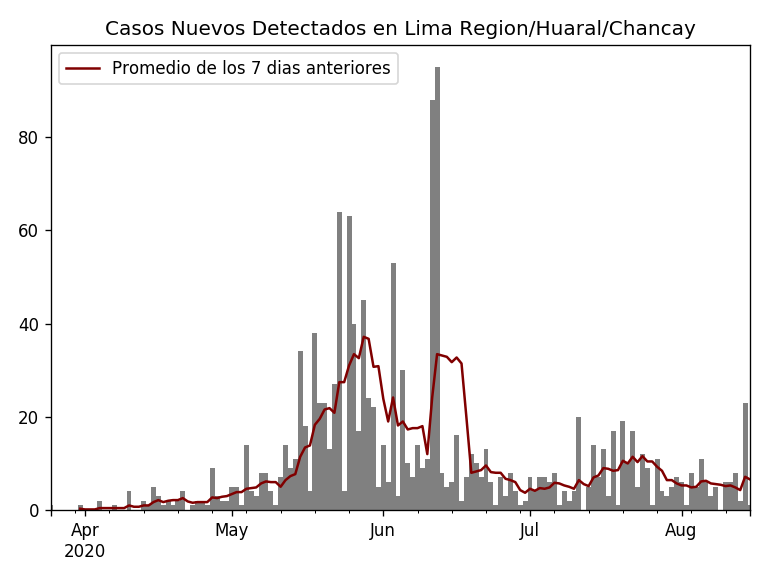 Casos Nuevos Detectados en Lima Region/Huaral/Chancay
Promedio de los 7 dias anteriores
80
60
40
20
0
Apr May Jun Jul Aug
2020